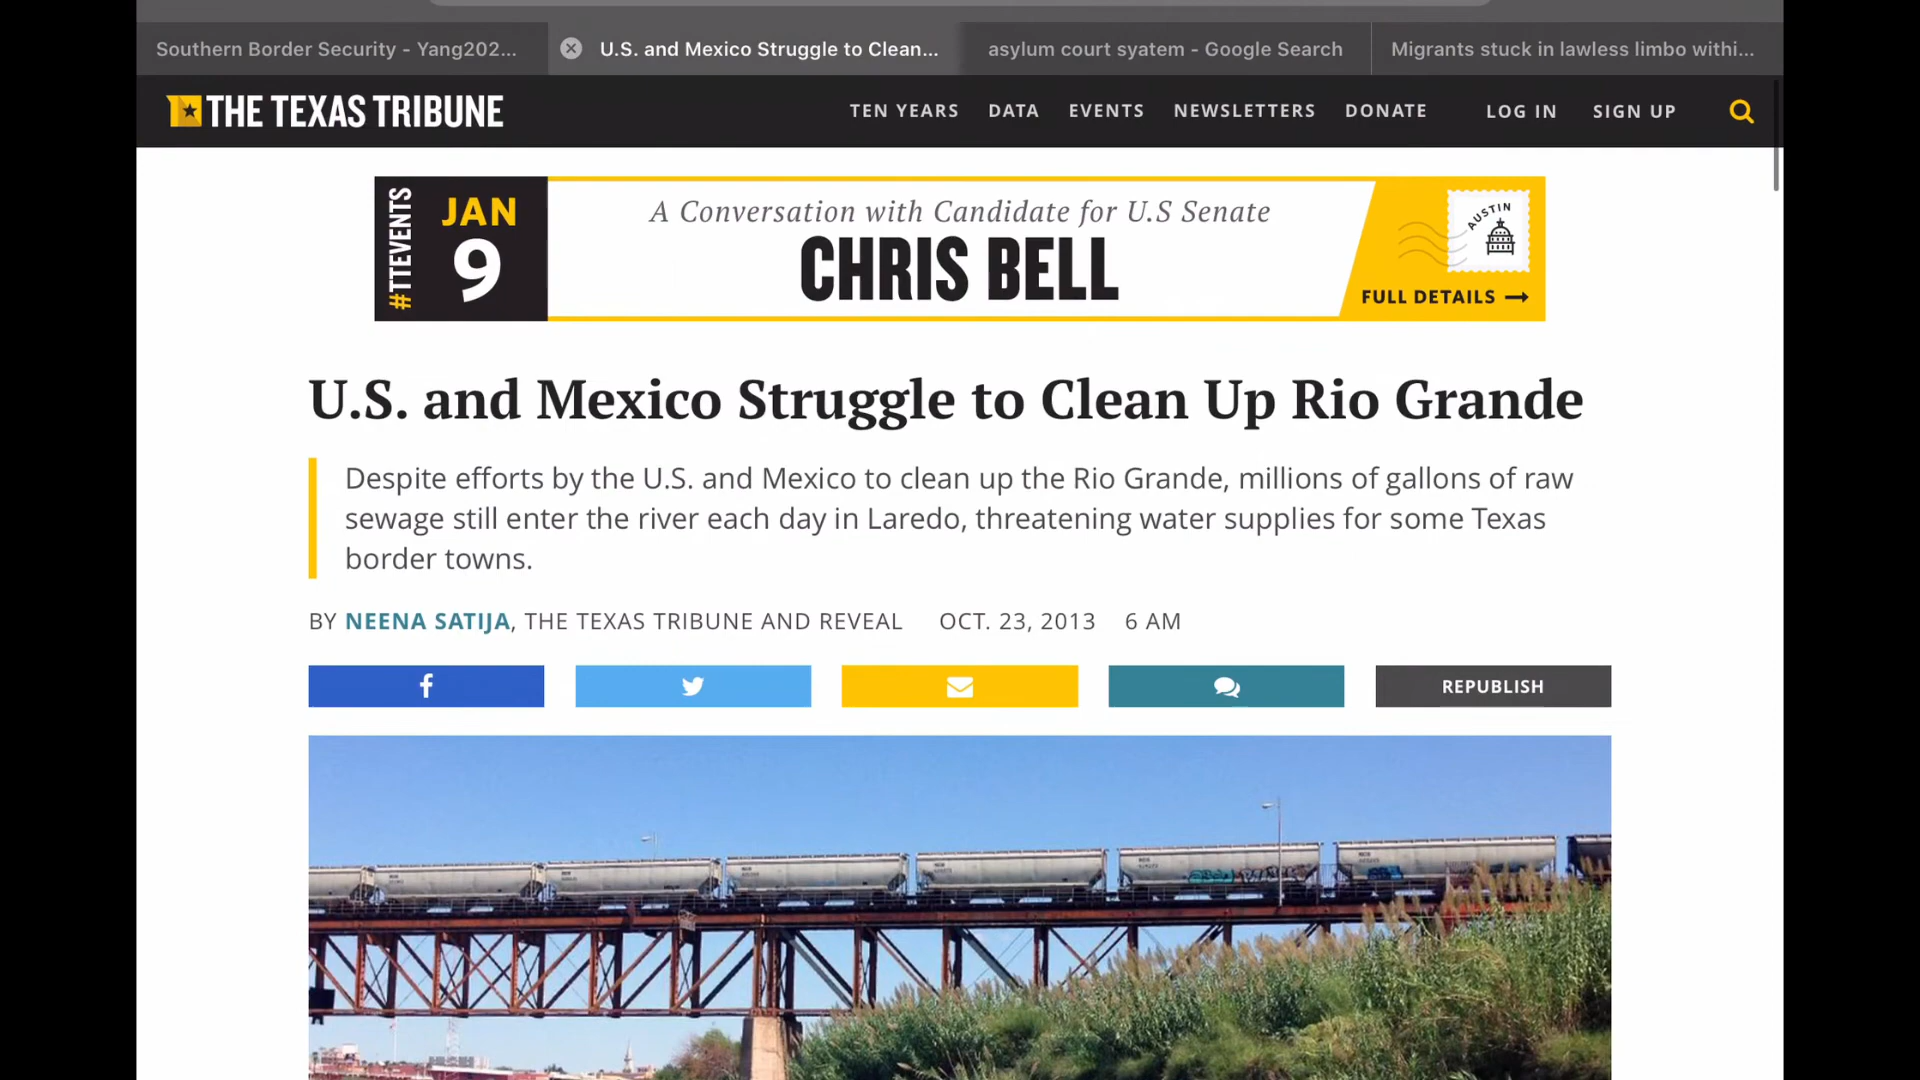 Southern Border Security - Yang202...
U.S. and Mexico Struggle to Clean...
asylum court syatem - Google Search
Migrants stuck in lawless limbo withi...
THE TEXAS TRIBUNE
TEN YEARS
DATA
EVENTS
NEWSLETTERS
DONATE
LOG IN
SIGN UP
#TTEVENTS
JAN
9
A Conversation with Candidate for U.S Senate
CHRIS BELL
AUSTIN
FULL DETAILS →
U.S. and Mexico Struggle to Clean Up Rio Grande
Despite efforts by the U.S. and Mexico to clean up the Rio Grande, millions of gallons of raw
sewage still enter the river each day in Laredo, threatening water supplies for some Texas
border towns.
BY NEENA SATIJA, THE TEXAS TRIBUNE AND REVEAL OCT. 23, 2013 6 AM
REPUBLISH